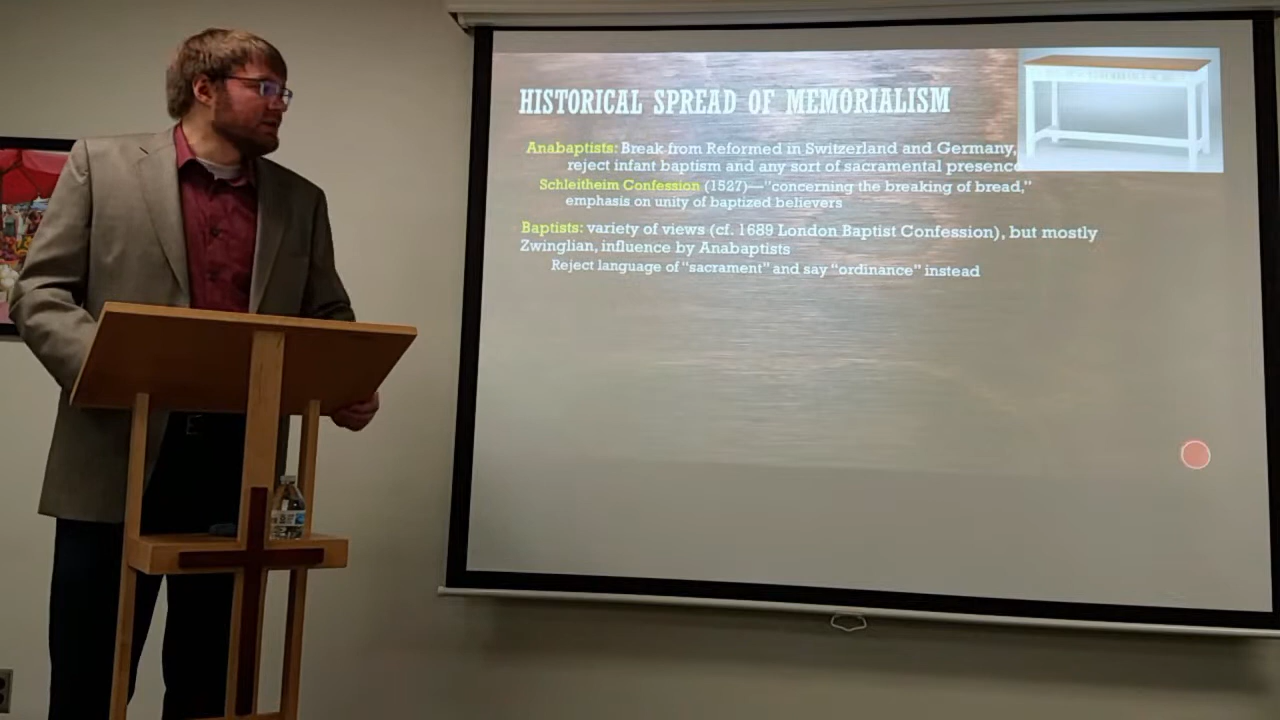 HISTORICAL SPREAD OF MEMORIALISM
Anabaptists: Break from Reformed in Switzerland and Germany,
reject infant baptism and any sort of sacramental presence
Schleitheim Confession (1527)—"concerning the breaking of bread,"
emphasis on unity of baptized believers
Baptists: variety of views (cf. 1689 London Baptist Confession), but mostly
Zwinglian, influence by Anabaptists
Reject language of "sacrament" and say "ordinance" instead